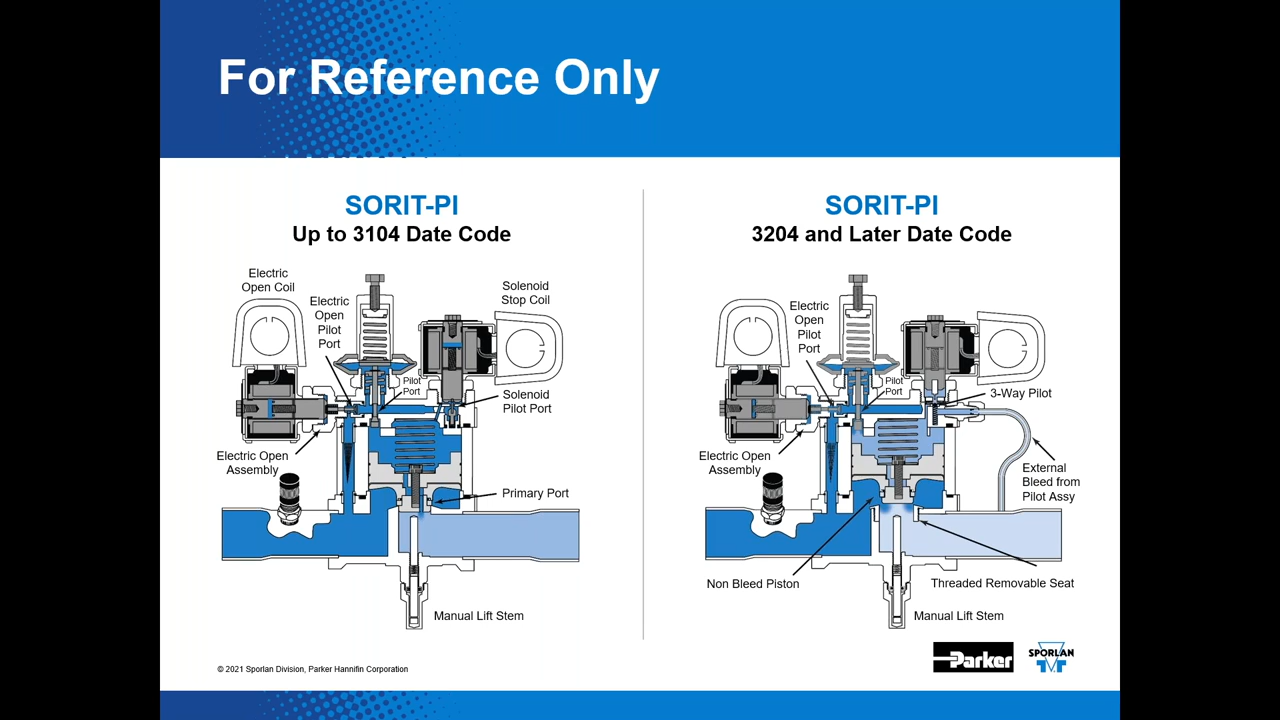 For Reference Only
SORIT-PI
Up to 3104 Date Code
Electric
Open Coil
Electric
Open
Pilot
Port
Solenoid
Stop Coil
Pilot
Port
Solenoid
Pilot Port
Electric Open
Assembly
Primary Port
Manual Lift Stem
SORIT-PI
3204 and Later Date Code
Electric
Open
Pilot
Port
Pilot
Port
3-Way Pilot
Electric Open
Assembly
External
Bleed from
Pilot Assy
Non Bleed Piston
Threaded Removable Seat
Manual Lift Stem
© 2021 Sporlan Division, Parker Hannifin Corporation
Parker
SPORLAN